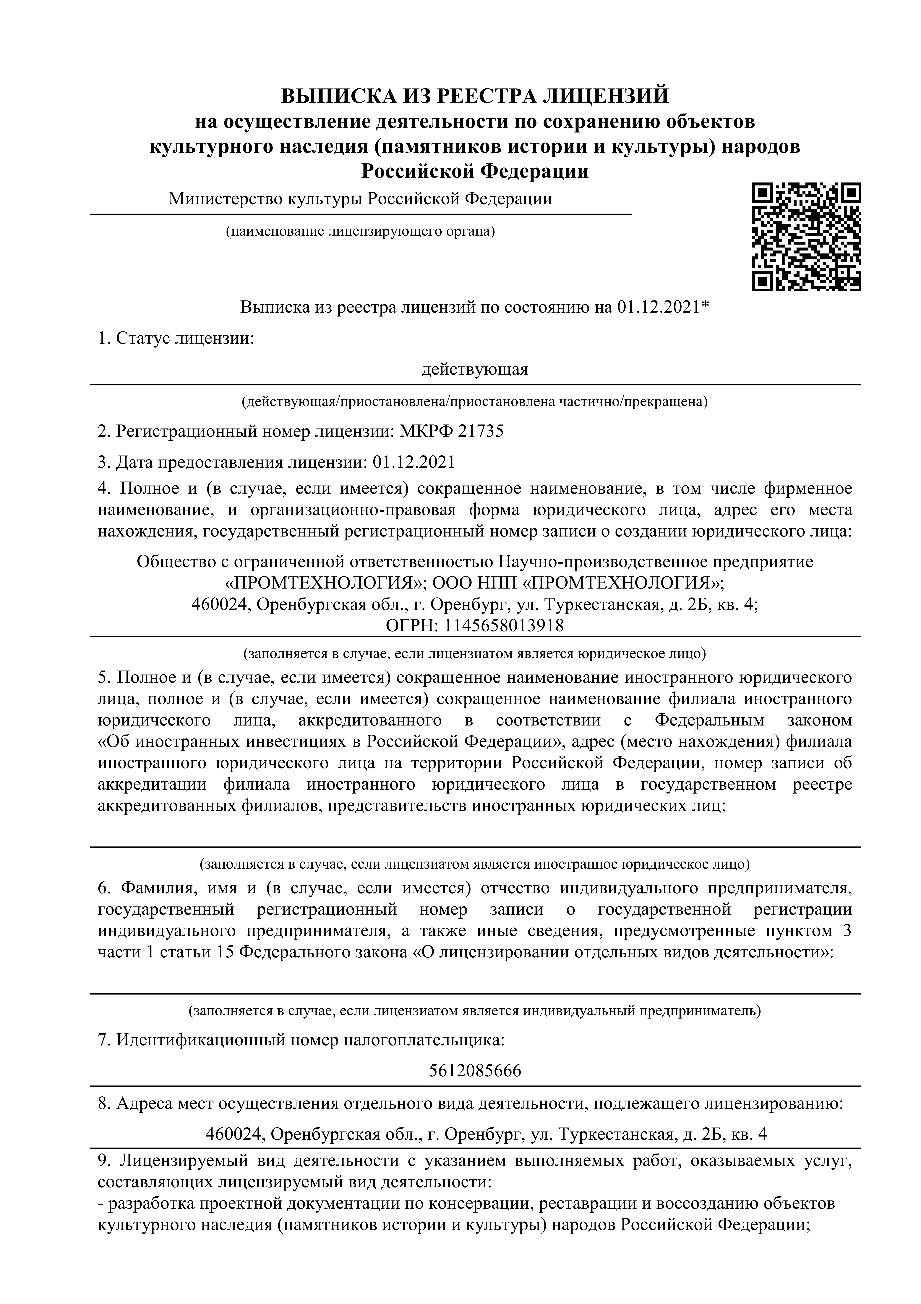 ВЫПИСКА ИЗ РЕЕСТРА ЛИЦЕНЗИЙ
на осуществление деятельности по сохранению объектов
культурного наследия (памятников истории и культуры) народов
Российской Федерации
Министерство культуры Российской Федерации
(наименование лицензирующего органа)
Выписка из реестра лицензий по состоянию на 01.12.2021*
1. Статус лицензии:
действующая
(действующая/приостановлена/приостановлена частично/прекращена)
2. Регистрационный номер лицензии: МКРФ 21735
3. Дата предоставления лицензии: 01.12.2021
4. Полное и (в случае, если имеется) сокращенное наименование, в том числе фирменное
наименование, и организационно-правовая форма юридического лица, адрес его места
нахождения, государственный регистрационный номер записи о создании юридического лица:
Общество с ограниченной ответственностью Научно-производственное предприятие
«ПРОМТЕХНОЛОГИЯ»; ООО НПП «ПРОМТЕХНОЛОГИЯ»;
460024, Оренбургская обл., г. Оренбург, ул. Туркестанская, д. 2Б, кв. 4;
ОГРН: 1145658013918
(заполняется в случае, если лицензиатом является юридическое лицо)
5. Полное и (в случае, если имеется) сокращенное наименование иностранного юридического
лица, полное и (в случае, если имеется) сокращенное наименование филиала иностранного
юридического лица, аккредитованного в соответствии с Федеральным законом
«Об иностранных инвестициях в Российской Федерации», адрес (место нахождения) филиала
иностранного юридического лица на территории Российской Федерации, номер записи об
аккредитации филиала иностранного юридического лица в государственном реестре
аккредитованных филиалов, представительств иностранных юридических лиц:
(заполняется в случае, если лицензиатом является иностранное юридическое лицо)
6. Фамилия, имя и (в случае, если имеется) отчество индивидуального предпринимателя,
государственный регистрационный номер записи о государственной регистрации
индивидуального предпринимателя, а также иные сведения, предусмотренные пунктом 3
части 1 статьи 15 Федерального закона «О лицензировании отдельных видов деятельности»:
(заполняется в случае, если лицензиатом является индивидуальный предприниматель)
7. Идентификационный номер налогоплательщика:
5612085666
8. Адреса мест осуществления отдельного вида деятельности, подлежащего лицензированию:
460024, Оренбургская обл., г. Оренбург, ул. Туркестанская, д. 2Б, кв. 4
9. Лицензируемый вид деятельности с указанием выполняемых работ, оказываемых услуг,
составляющих лицензируемый вид деятельности:
- разработка проектной документации по консервации, реставрации и воссозданию объектов
культурного наследия (памятников истории и культуры) народов Российской Федерации;